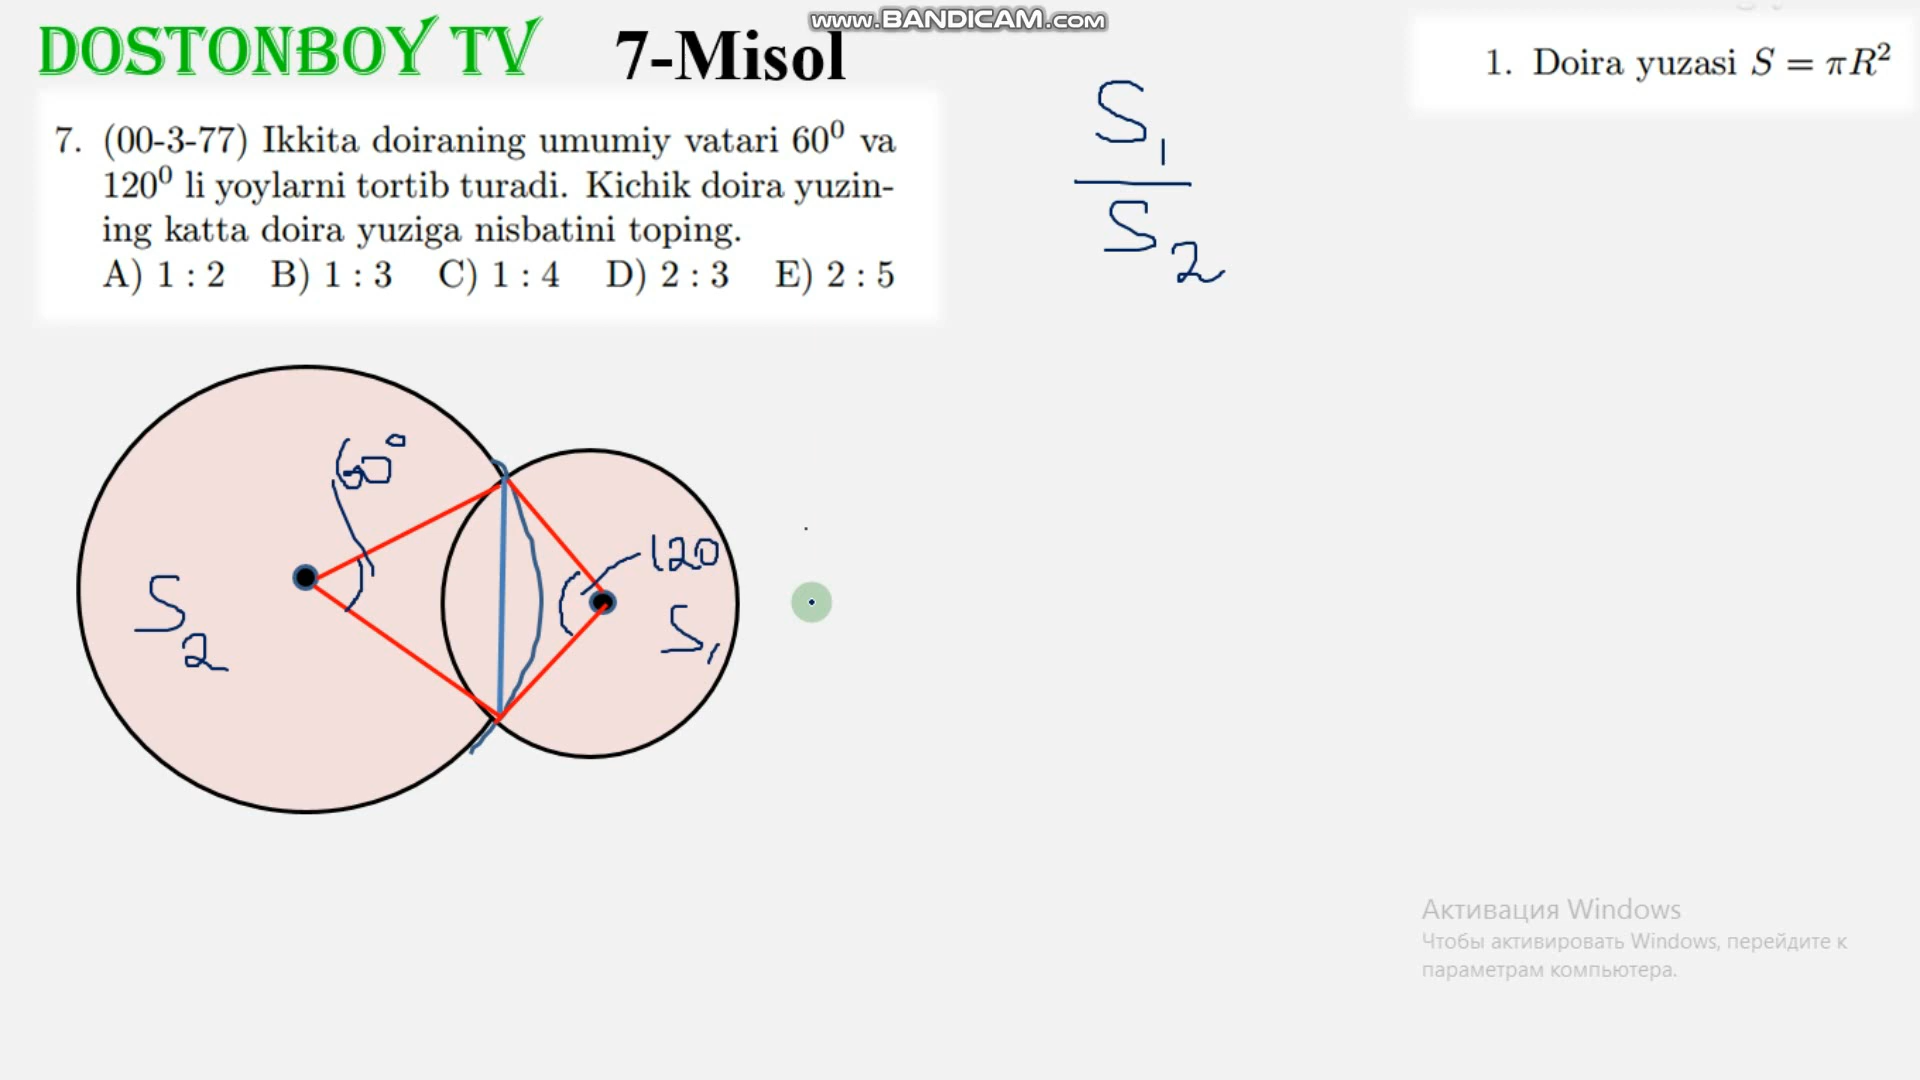 www.BANDICAM.com
DOSTONBOY TV
7-Misol
1. Doira yuzasi S = πR²
7. (00-3-77) Ikkita doiraning umumiy vatari 60⁰ va
120⁰ li yoylarni tortib turadi. Kichik doira yuzin-
ing katta doira yuziga nisbatini toping.
A) 1 : 2 B) 1 : 3 C) 1 : 4 D) 2 : 3 E) 2 : 5
S₁
S₂
60°
120
S₂
S₁
Активация Windows
Чтобы активировать Windows, перейдите к
параметрам компьютера.